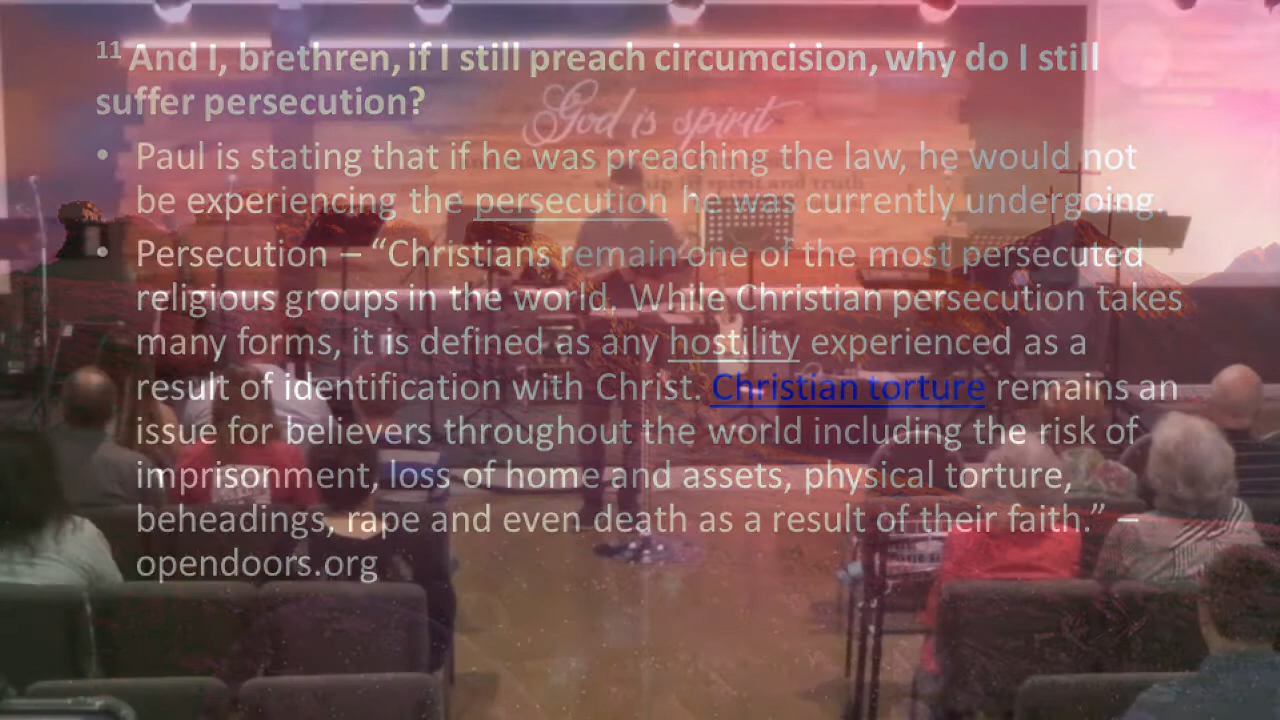 ¹¹ And I, brethren, if I still preach circumcision, why do I still
suffer persecution?
God is spirit
• Paul is stating that if he was preaching the law, he would not
and truth
be experiencing the persecution he was currently undergoing.
• Persecution – “Christians remain one of the most persecuted
religious groups in the world. While Christian persecution takes
many forms, it is defined as any hostility experienced as a
result of identification with Christ. Christian torture remains an
issue for believers throughout the world including the risk of
imprisonment, loss of home and assets, physical torture,
beheadings, rape and even death as a result of their faith.” –
opendoors.org